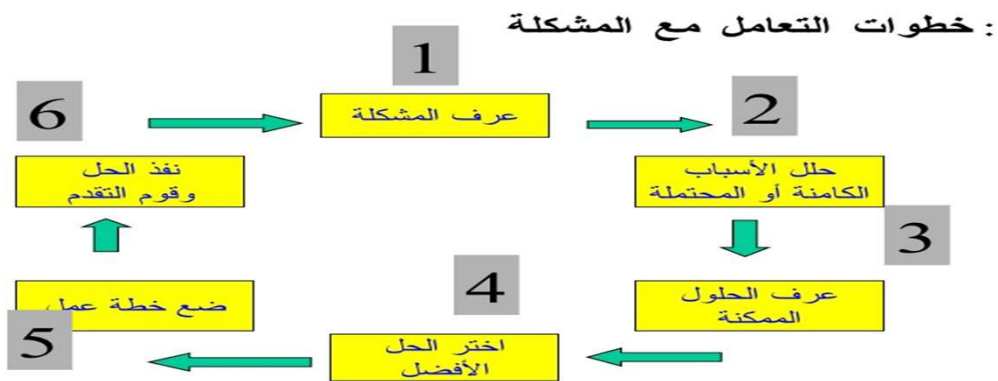 خطوات التعامل مع المشكلة :
1
عرف المشكلة
2
حلل الأسباب
الكامنة أو المحتملة
3
عرف الحلول
الممكنة
4
اختر الحل
الأفضل
5
ضع خطة عمل
6
نفذ الحل
وقوم التقدم